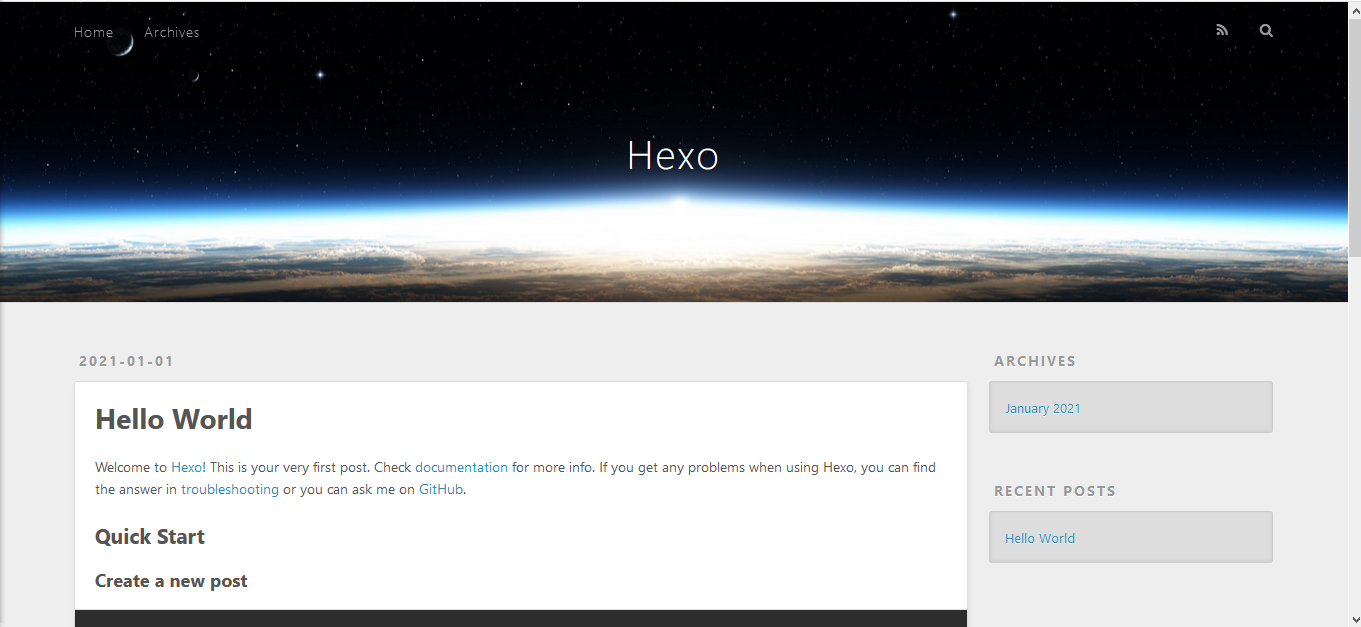 Home
Archives
Hexo
2021-01-01
Hello World
Welcome to Hexo! This is your very first post. Check documentation for more info. If you get any problems when using Hexo, you can find
the answer in troubleshooting or you can ask me on GitHub.
Quick Start
Create a new post
ARCHIVES
January 2021
RECENT POSTS
Hello World